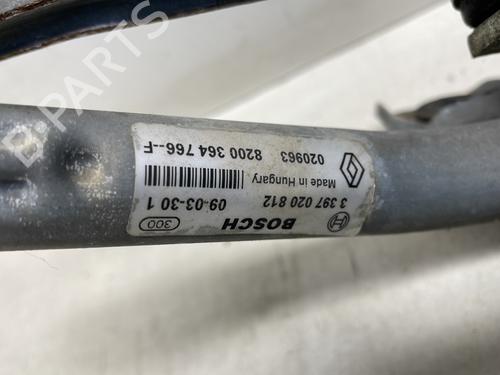 BOSCH
300
3 397 020 812
09-03-30 1
Made in Hungary
020963 8200 364 766--F
B-PARTS